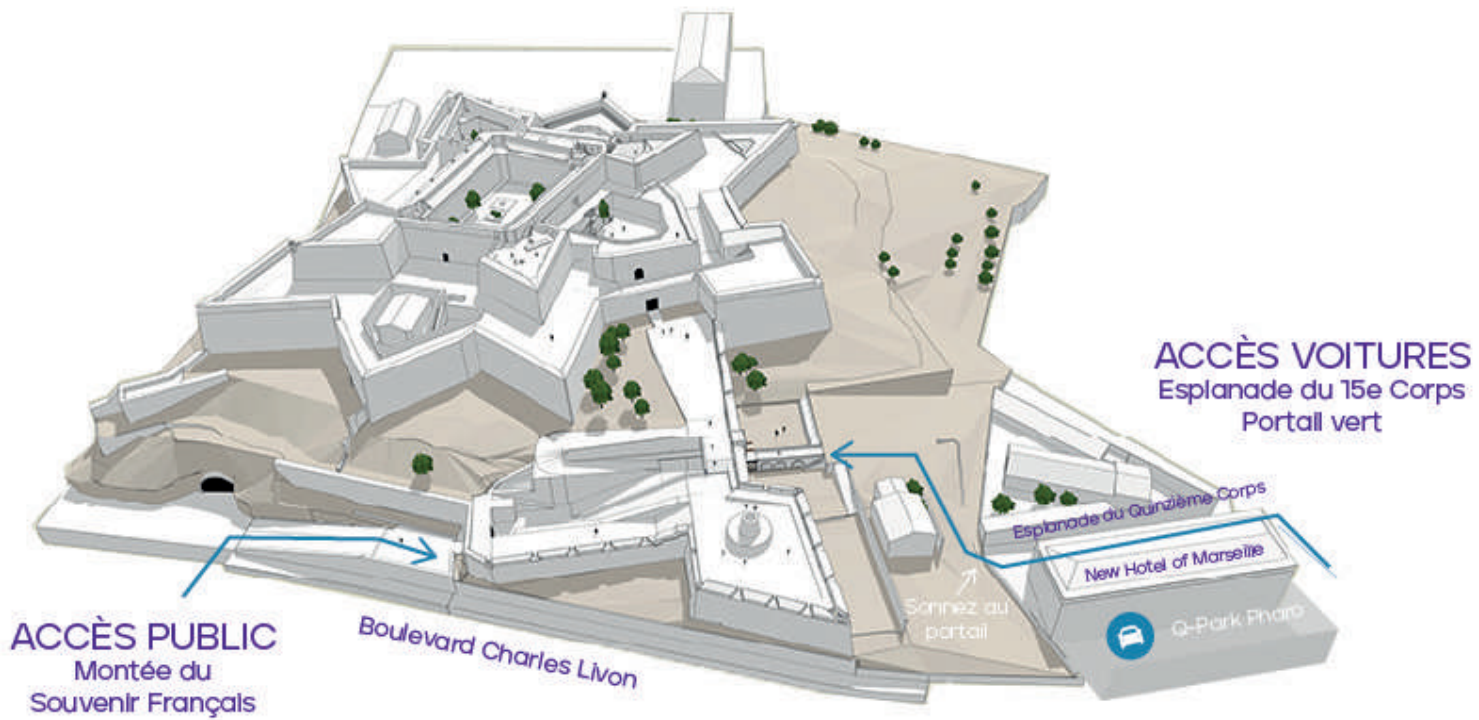 ACCÈS VOITURES
Esplanade du 15e Corps
Portail vert
Esplanade du Quinzième Corps
New Hotel of Marseille
Sonnez au
portail
Q-Park Pharo
ACCÈS PUBLIC
Montée du
Souvenir Français
Boulevard Charles Livon